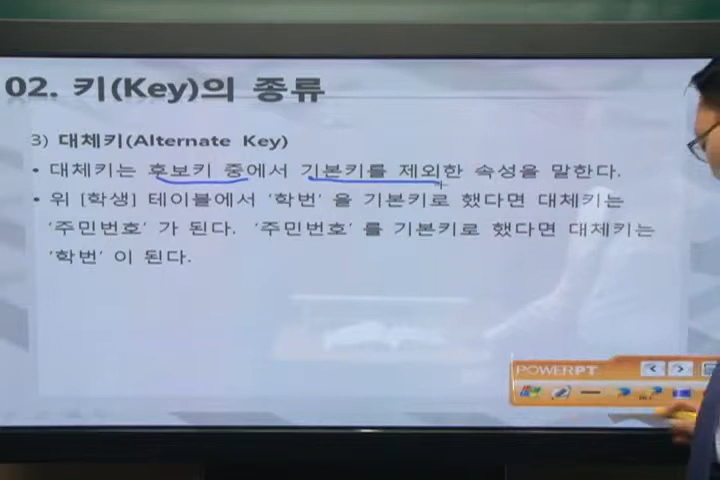 02. 키(Key)의 종류
3) 대체키(Alternate Key)
• 대체키는 후보키 중에서 기본키를 제외한 속성을 말한다.
• 위 [학생] 테이블에서 '학번' 을 기본키로 했다면 대체키는
'주민번호' 가 된다. '주민번호' 를 기본키로 했다면 대체키는
'학번' 이 된다.
POWERPT